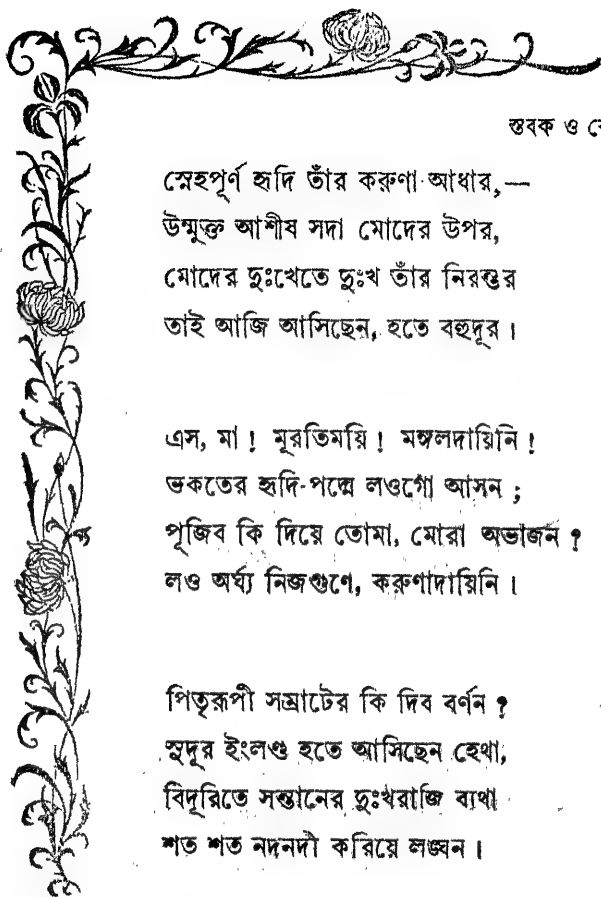 স্তবক ও
স্নেহপূর্ণ হৃদি তাঁর করুণা আধার,—
উন্মুক্ত আশীষ সদা মোদের উপর,
মোদের দুঃখেতে দুঃখ তাঁর নিরন্তর
তাই আজি আসিছেন, হতে বহুদূর।
এস, মা! মূরতিময়ি! মঙ্গলদায়িনি!
ভকতের হৃদি-পদ্মে লওগো আসন;
পূজিব কি দিয়ে তোমা, মোরা অভাজন?
লও অর্ঘ্য নিজগুণে, করুণাদায়িনি।
পিতৃরূপী সম্রাটের কি দিব বর্ণন?
সুদূর ইংলণ্ড হতে আসিছেন হেথা,
বিদূরিতে সন্তানের দুঃখরাজি ব্যথা
শত শত নদনদী করিয়ে লঙ্ঘন।